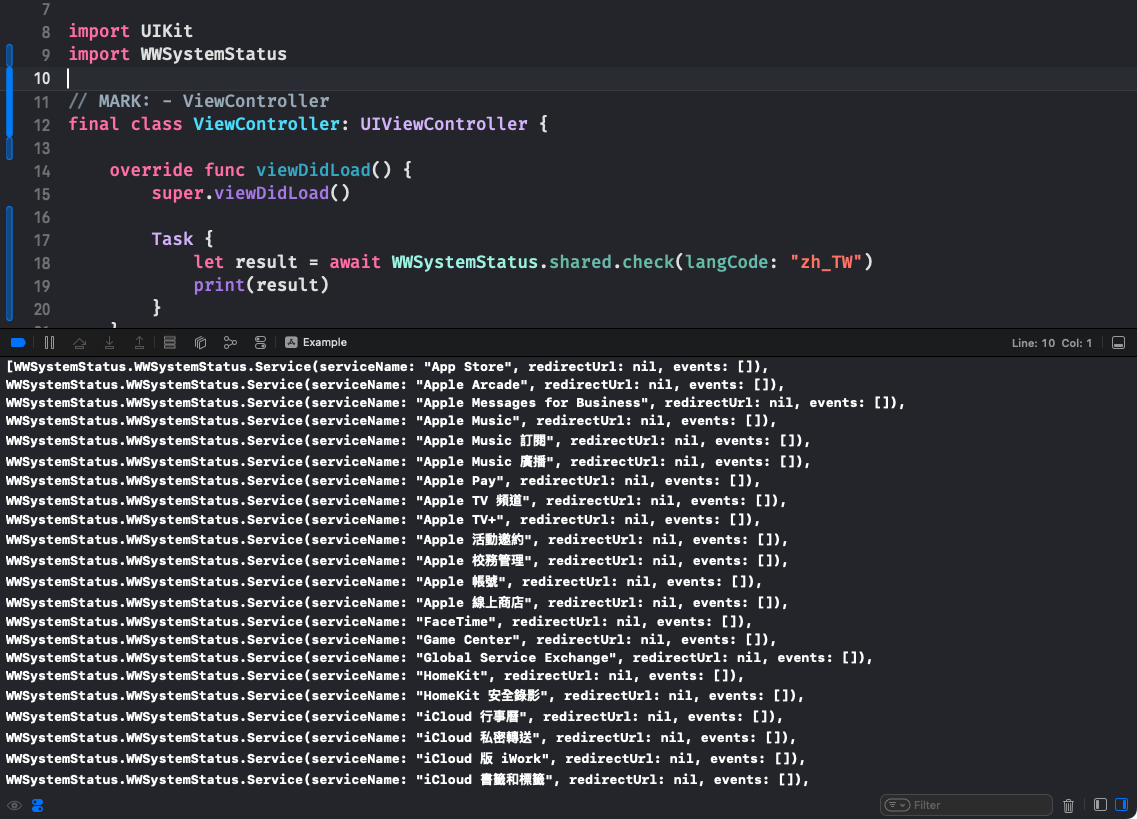 7
8 import UIKit
9 import WWSystemStatus
10
11 // MARK: - ViewController
12 final class ViewController: UIViewController {
13
14 override func viewDidLoad() {
15 super.viewDidLoad()
16
17 Task {
18 let result = await WWSystemStatus.shared.check(langCode: "zh_TW")
19 print(result)
20 }
Example
Line: 10 Col: 1
[WWSystemStatus.WWSystemStatus.Service(serviceName: "App Store", redirectUrl: nil, events: []),
WWSystemStatus.WWSystemStatus.Service(serviceName: "Apple Arcade", redirectUrl: nil, events: []),
WWSystemStatus.WWSystemStatus.Service(serviceName: "Apple Messages for Business", redirectUrl: nil, events: []),
WWSystemStatus.WWSystemStatus.Service(serviceName: "Apple Music", redirectUrl: nil, events: []),
WWSystemStatus.WWSystemStatus.Service(serviceName: "Apple Music 訂閱", redirectUrl: nil, events: []),
WWSystemStatus.WWSystemStatus.Service(serviceName: "Apple Music 廣播", redirectUrl: nil, events: []),
WWSystemStatus.WWSystemStatus.Service(serviceName: "Apple Pay", redirectUrl: nil, events: []),
WWSystemStatus.WWSystemStatus.Service(serviceName: "Apple TV 頻道", redirectUrl: nil, events: []),
WWSystemStatus.WWSystemStatus.Service(serviceName: "Apple TV+", redirectUrl: nil, events: []),
WWSystemStatus.WWSystemStatus.Service(serviceName: "Apple 活動邀約", redirectUrl: nil, events: []),
WWSystemStatus.WWSystemStatus.Service(serviceName: "Apple 校務管理", redirectUrl: nil, events: []),
WWSystemStatus.WWSystemStatus.Service(serviceName: "Apple 帳號", redirectUrl: nil, events: []),
WWSystemStatus.WWSystemStatus.Service(serviceName: "Apple 線上商店", redirectUrl: nil, events: []),
WWSystemStatus.WWSystemStatus.Service(serviceName: "FaceTime", redirectUrl: nil, events: []),
WWSystemStatus.WWSystemStatus.Service(serviceName: "Game Center", redirectUrl: nil, events: []),
WWSystemStatus.WWSystemStatus.Service(serviceName: "Global Service Exchange", redirectUrl: nil, events: []),
WWSystemStatus.WWSystemStatus.Service(serviceName: "HomeKit", redirectUrl: nil, events: []),
WWSystemStatus.WWSystemStatus.Service(serviceName: "HomeKit 安全錄影", redirectUrl: nil, events: []),
WWSystemStatus.WWSystemStatus.Service(serviceName: "iCloud 行事曆", redirectUrl: nil, events: []),
WWSystemStatus.WWSystemStatus.Service(serviceName: "iCloud 私密轉送", redirectUrl: nil, events: []),
WWSystemStatus.WWSystemStatus.Service(serviceName: "iCloud 版 iWork", redirectUrl: nil, events: []),
WWSystemStatus.WWSystemStatus.Service(serviceName: "iCloud 書籤和標籤", redirectUrl: nil, events: []),
Filter